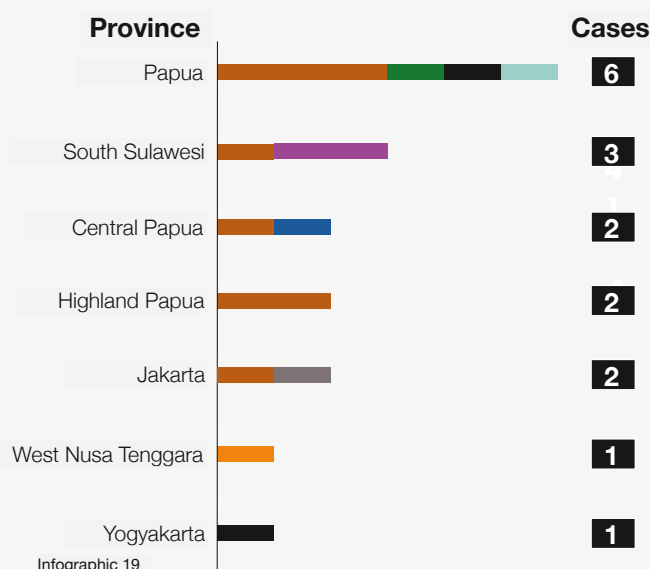 Province Cases
Papua 6
South Sulawesi 3
Central Papua 2
Highland Papua 2
Jakarta 2
West Nusa Tenggara 1
Yogyakarta 1
Infographic 19